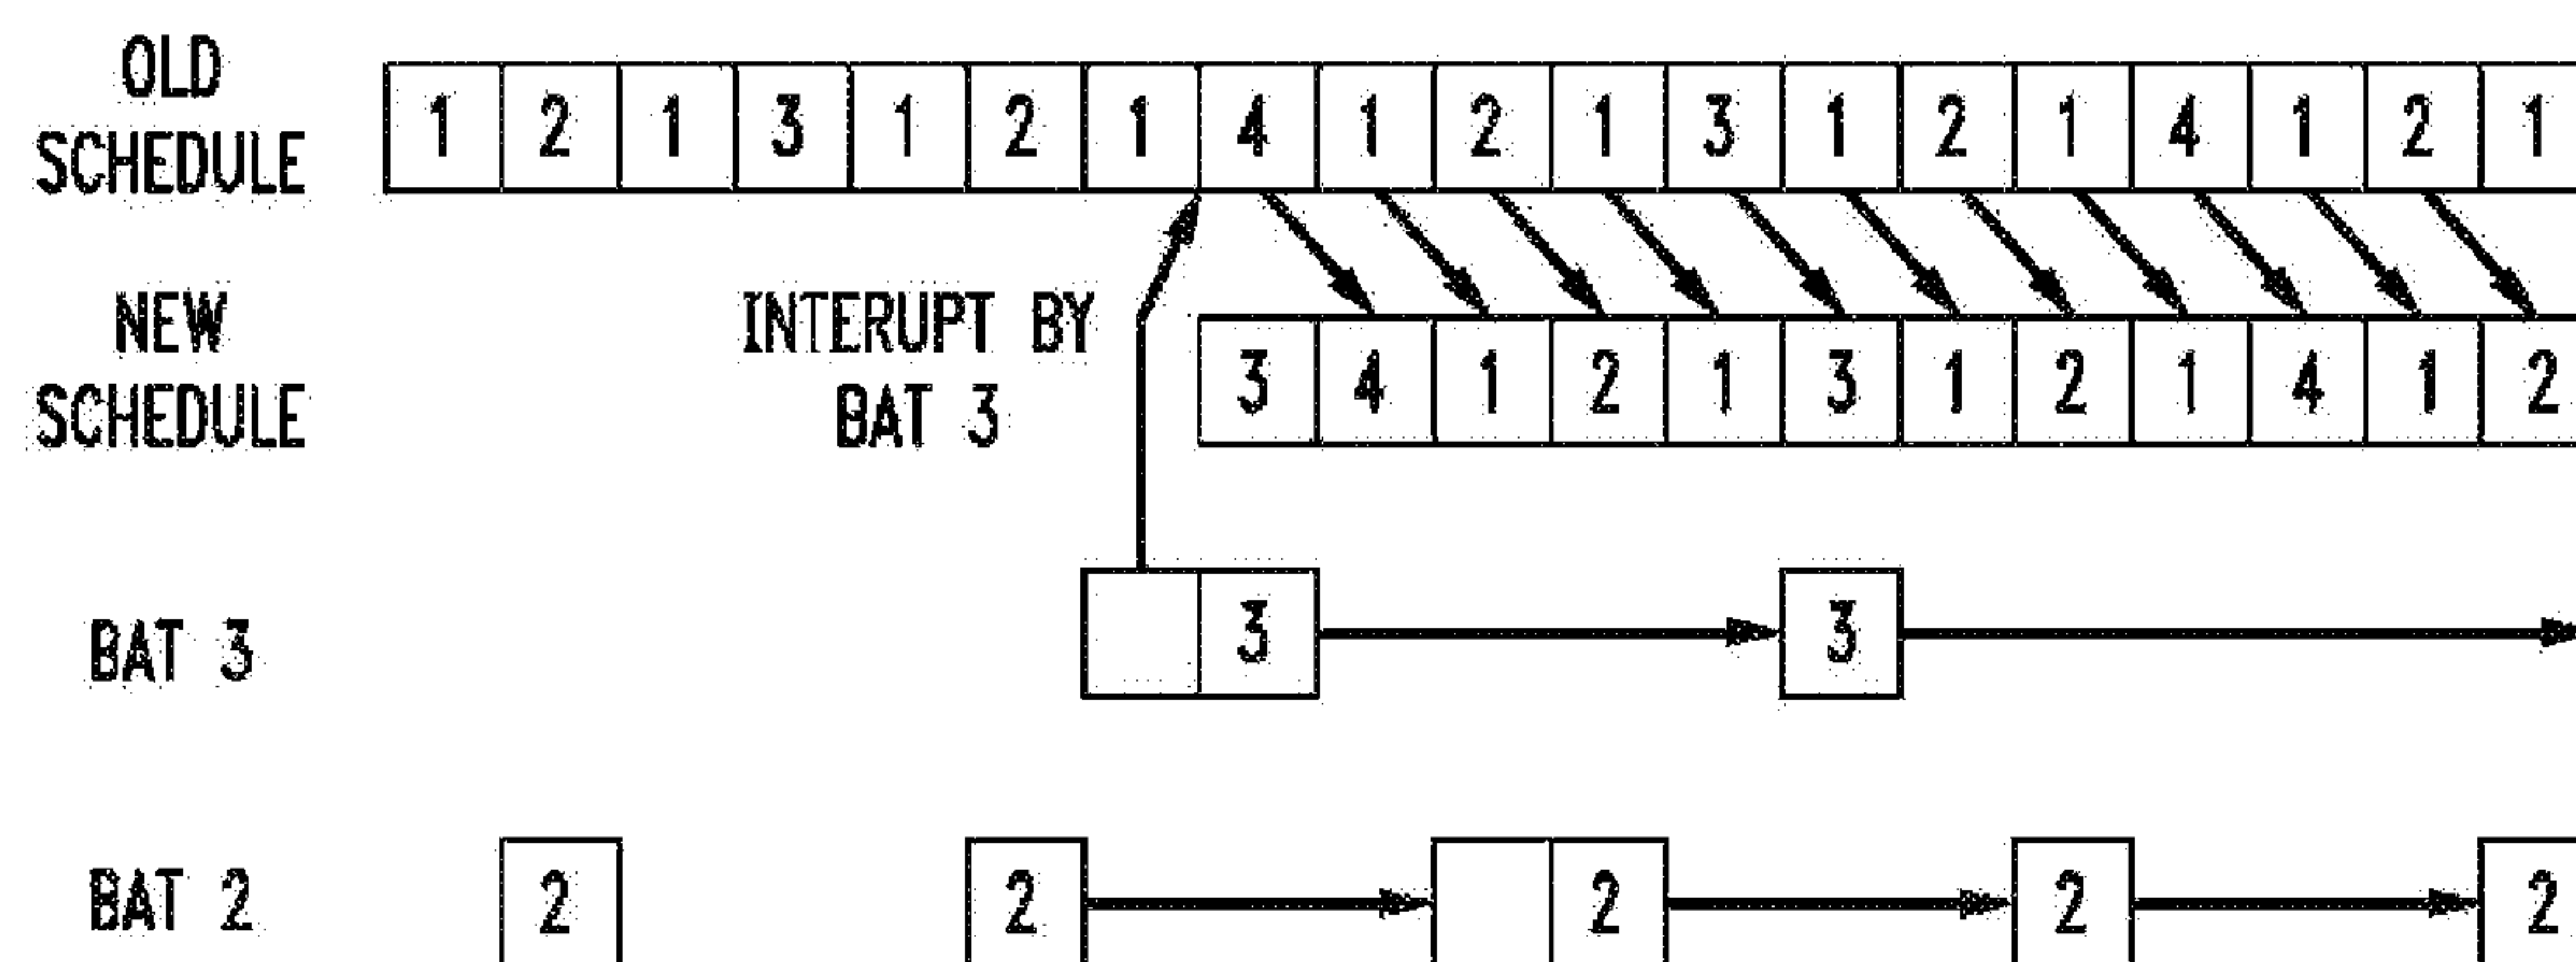 OLD
SCHEDULE
1 2 1 3 1 2 1 4 1 2 1 3 1 2 1 4 1 2 1
NEW
SCHEDULE
INTERUPT BY
BAT 3
3 4 1 2 1 3 1 2 1 4 1 2
BAT 3
3 3
BAT 2
2 2 2 2 2